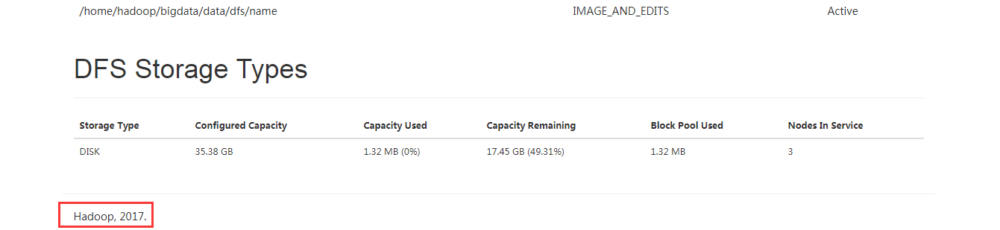 /home/hadoop/bigdata/data/dfs/name IMAGE_AND_EDITS Active
DFS Storage Types
Storage Type Configured Capacity Capacity Used Capacity Remaining Block Pool Used Nodes In Service
DISK 35.38 GB 1.32 MB (0%) 17.45 GB (49.31%) 1.32 MB 3
Hadoop, 2017.